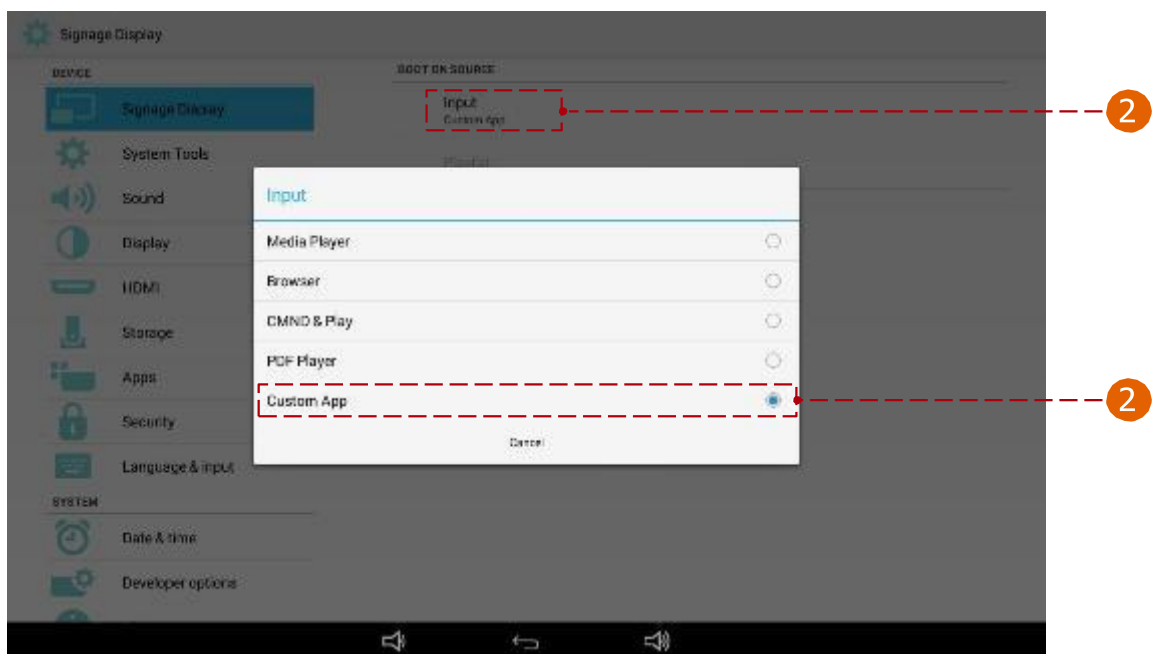 Signage Display
DEVICE
BOOT ON SOURCE
Signage Display
Input
Custom App
2
System Tools
Playlist
Sound
Display
HDMI
Storage
Apps
Security
Language & input
SYSTEM
Date & time
Developer options
Input
Media Player
Browser
CMND & Play
PDF Player
Custom App
2
Cancel